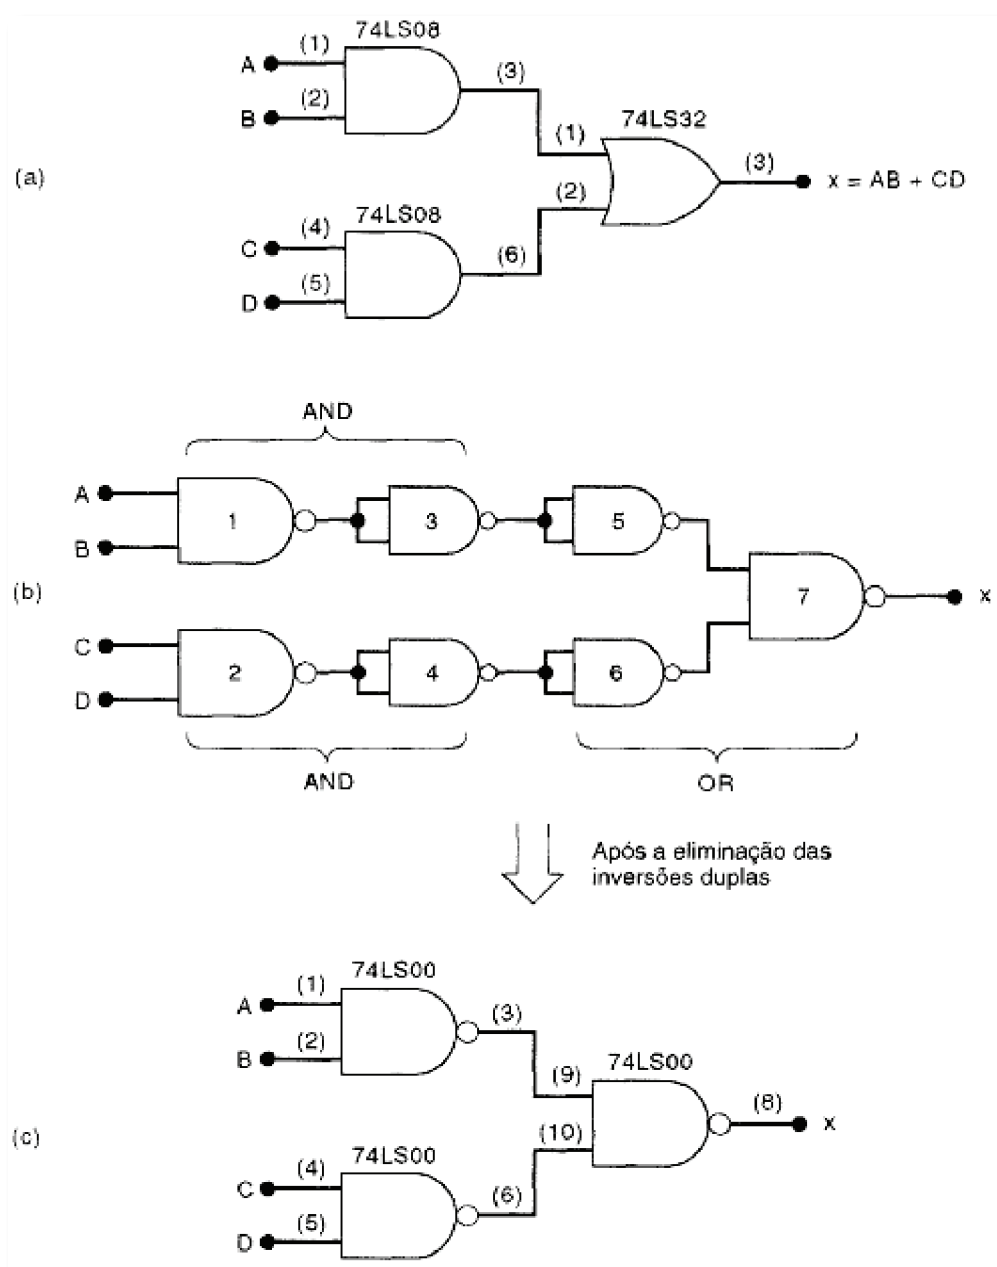 (a)
74LS08
A (1)
B (2)
(3)
74LS32
(1)
(2)
(3)
x = AB + CD
74LS08
C (4)
D (5)
(6)
(b)
AND
A
B
1
3
5
7
x
C
D
2
4
6
AND
OR
Após a eliminação das
inversões duplas
(c)
74LS00
A (1)
B (2)
(3)
74LS00
(9)
(10)
(8)
x
74LS00
C (4)
D (5)
(6)